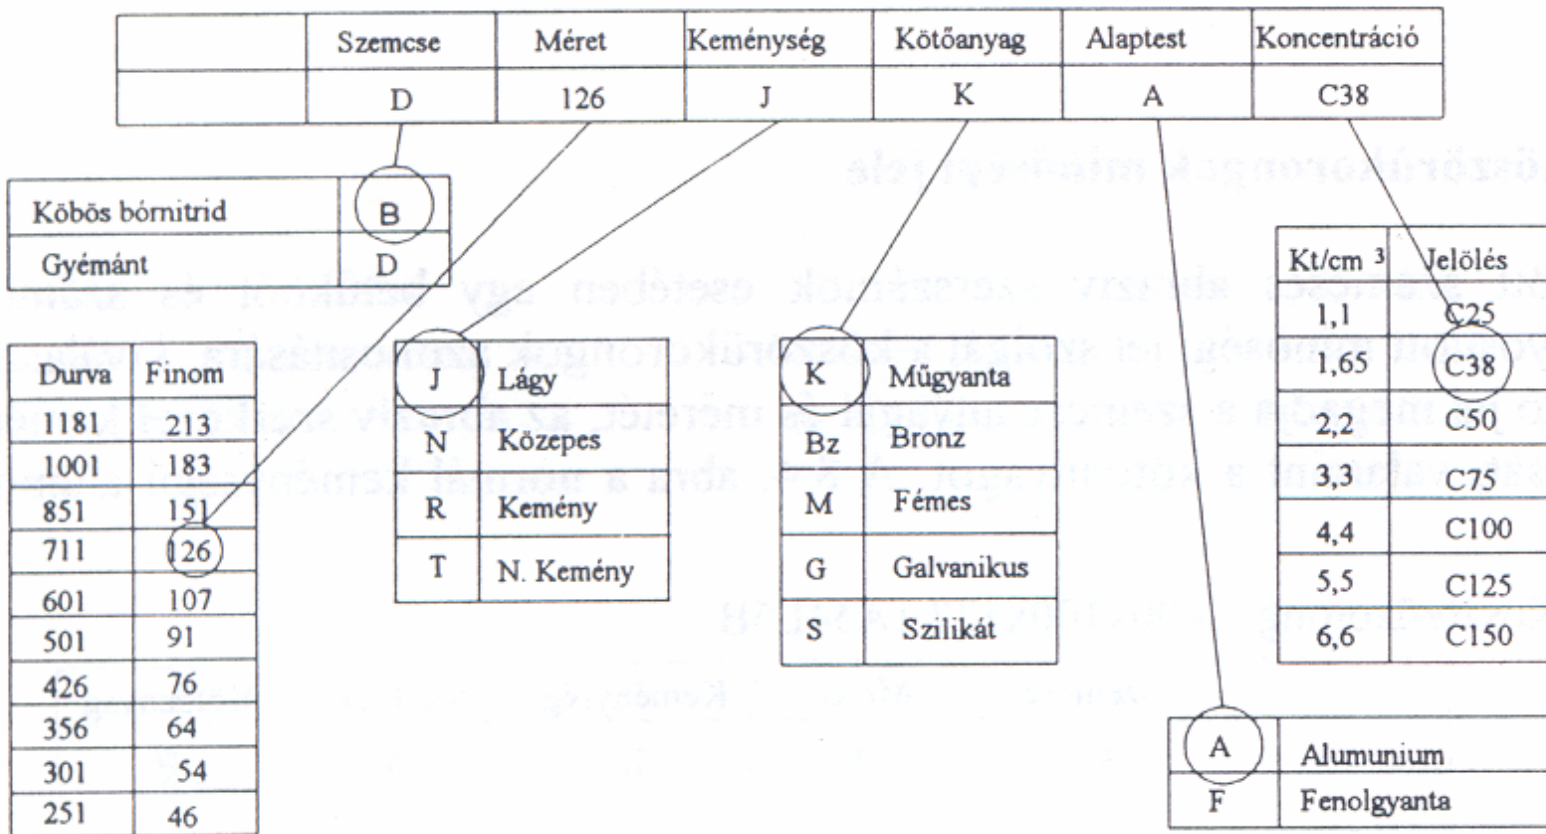 Szemcse Méret Keménység Kötőanyag Alaptest Koncentráció
D 126 J K A C38
Köbös bórnitrid B
Gyémánt D
Durva Finom
1181 213
1001 183
851 151
711 126
601 107
501 91
426 76
356 64
301 54
251 46
J Lágy
N Közepes
R Kemény
T N. Kemény
K Műgyanta
Bz Bronz
M Fémes
G Galvanikus
S Szilikát
Kt/cm ³ Jelölés
1,1 C25
1,65 C38
2,2 C50
3,3 C75
4,4 C100
5,5 C125
6,6 C150
A Alumunium
F Fenolgyanta